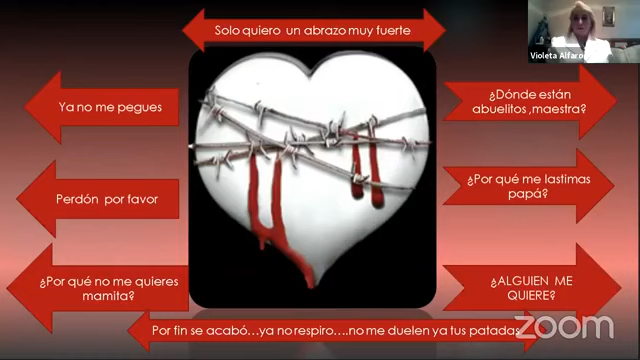 Solo quiero un abrazo muy fuerte
Violeta Alfaro
Ya no me pegues
¿Dónde están
abuelitos ,maestra?
Perdón por favor
¿Por qué me lastimas
papá?
¿Por qué no me quieres
mamita?
¿ALGUIEN ME
QUIERE?
Por fin se acabó...ya no respiro....no me duelen ya tus patadas
zoom